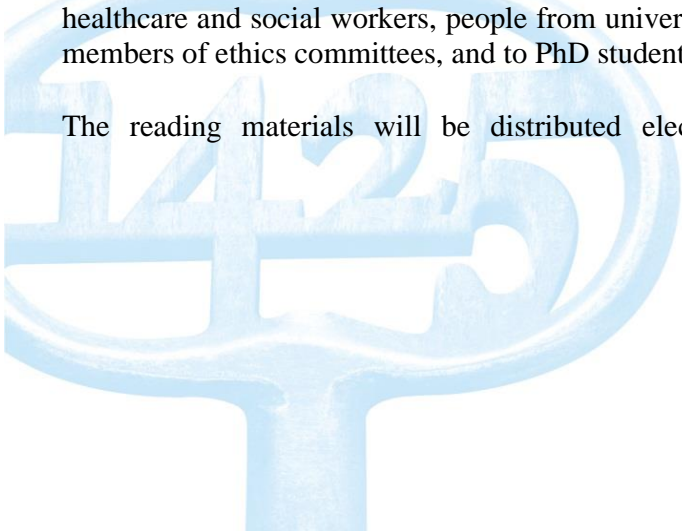 healthcare and social workers, people from univer
members of ethics committees, and to PhD student
The reading materials will be distributed elec
1425